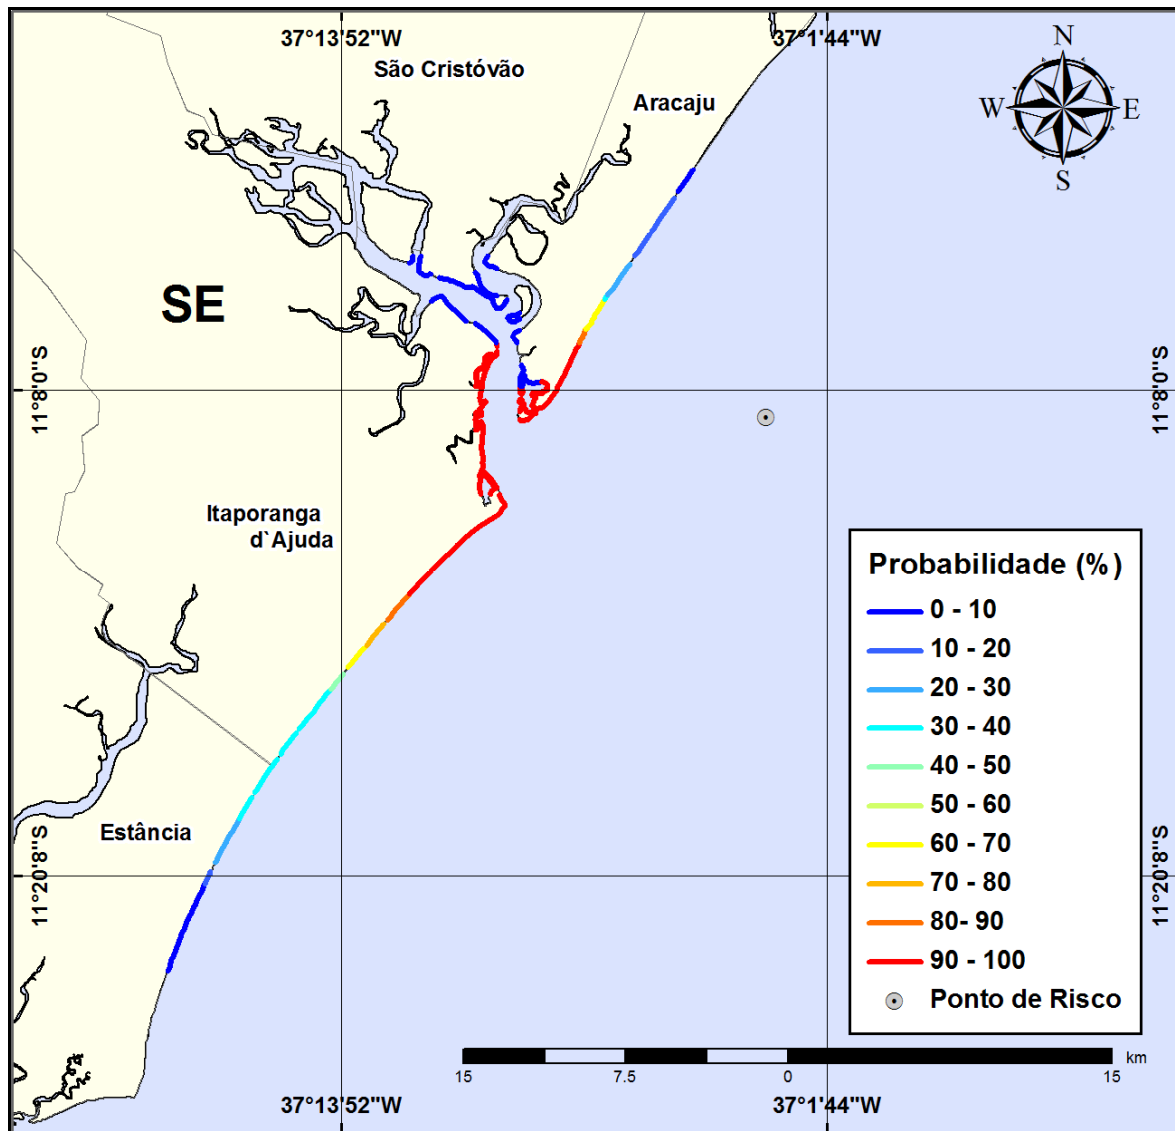 37°13'52"W
37°1'44"W
São Cristóvão
Aracaju
N
W
E
S
SE
11°8'0"S
11°8'0"S
Itaporanga
d`Ajuda
Estância
11°20'8"S
11°20'8"S
Probabilidade (%)
0 - 10
10 - 20
20 - 30
30 - 40
40 - 50
50 - 60
60 - 70
70 - 80
80- 90
90 - 100
Ponto de Risco
km
15
7.5
0
15
37°13'52"W
37°1'44"W